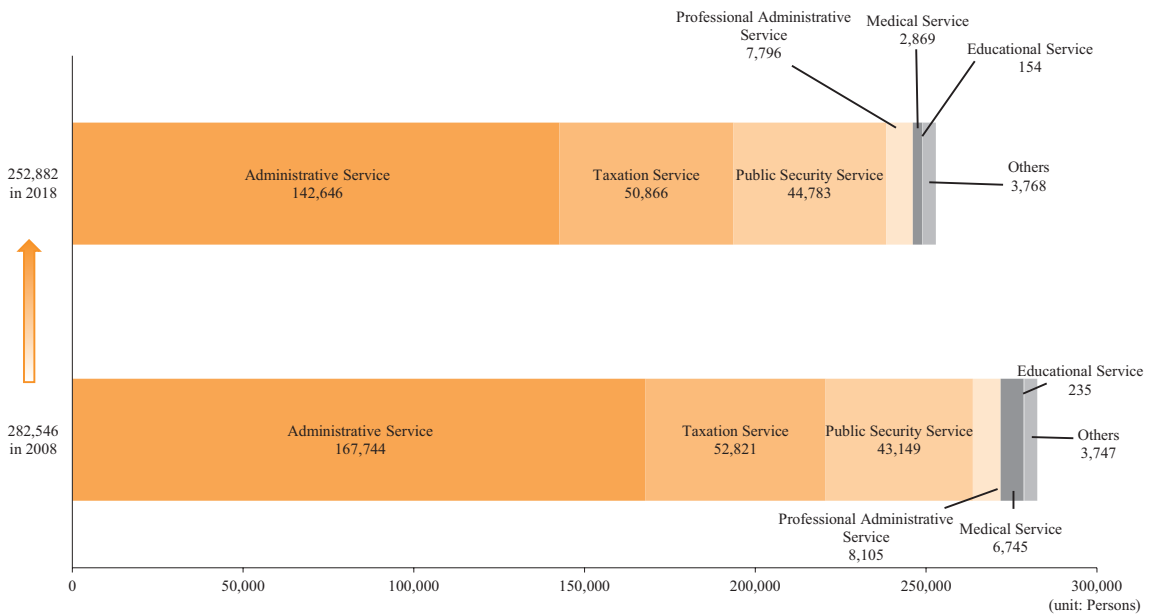 Professional Administrative
Service
7,796
Medical Service
2,869
Educational Service
154
252,882
in 2018
Administrative Service
142,646
Taxation Service
50,866
Public Security Service
44,783
Others
3,768
282,546
in 2008
Administrative Service
167,744
Taxation Service
52,821
Public Security Service
43,149
Educational Service
235
Others
3,747
Professional Administrative
Service
8,105
Medical Service
6,745
0
50,000
100,000
150,000
200,000
250,000
300,000
(unit: Persons)